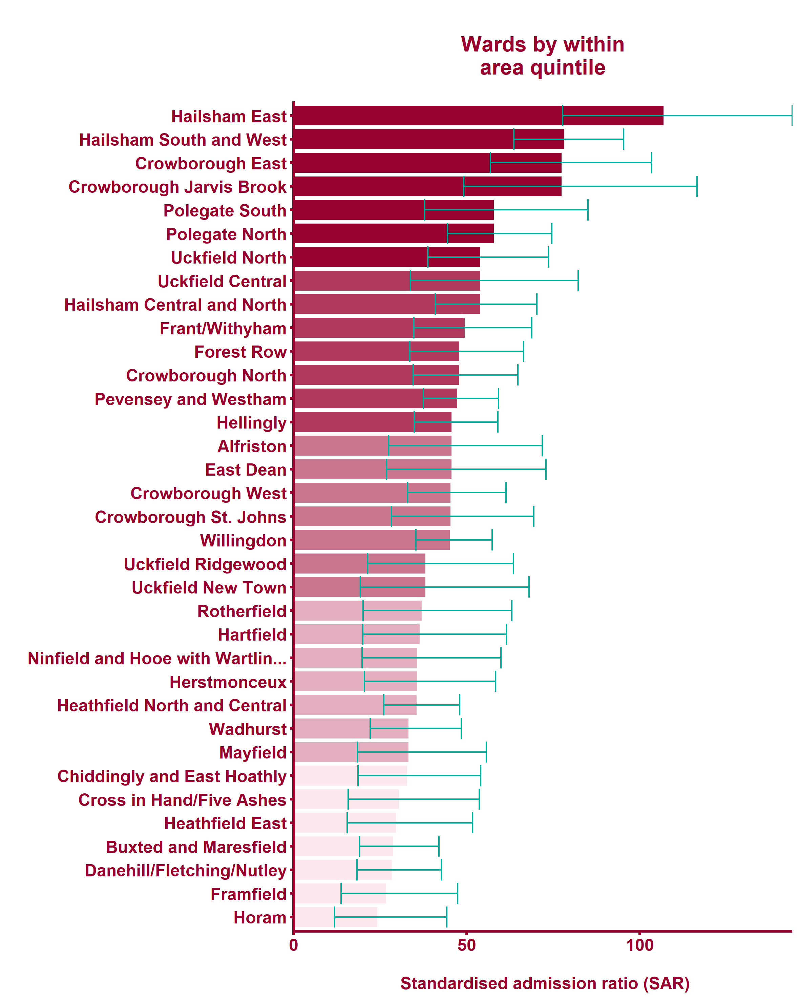 Wards by within
area quintile
Hailsham East
Hailsham South and West
Crowborough East
Crowborough Jarvis Brook
Polegate South
Polegate North
Uckfield North
Uckfield Central
Hailsham Central and North
Frant/Withyham
Forest Row
Crowborough North
Pevensey and Westham
Hellingly
Alfriston
East Dean
Crowborough West
Crowborough St. Johns
Willingdon
Uckfield Ridgewood
Uckfield New Town
Rotherfield
Hartfield
Ninfield and Hooe with Wartlin...
Herstmonceux
Heathfield North and Central
Wadhurst
Mayfield
Chiddingly and East Hoathly
Cross in Hand/Five Ashes
Heathfield East
Buxted and Maresfield
Danehill/Fletching/Nutley
Framfield
Horam
0 50 100
Standardised admission ratio (SAR)